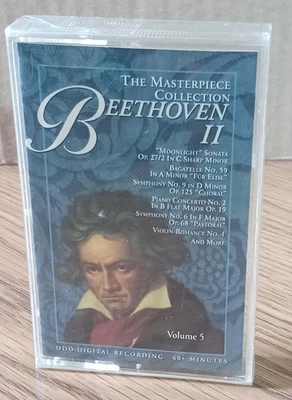 The Masterpiece
Collection
Beethoven
II
"Moonlight" Sonata
Op. 27/2 In C Sharp Minor
Bagatelle No. 59
In A Minor "Fur Elise"
Symphony No. 9 in D Minor
Op. 125 "Choral"
Piano Concerto No. 2
In B Flat Major Op. 19
Symphony No. 6 In F Major
Op. 68 "Pastoral"
Violin-Romance No. 1
And More
Volume 5
DDD Digital Recording 60+ Minutes